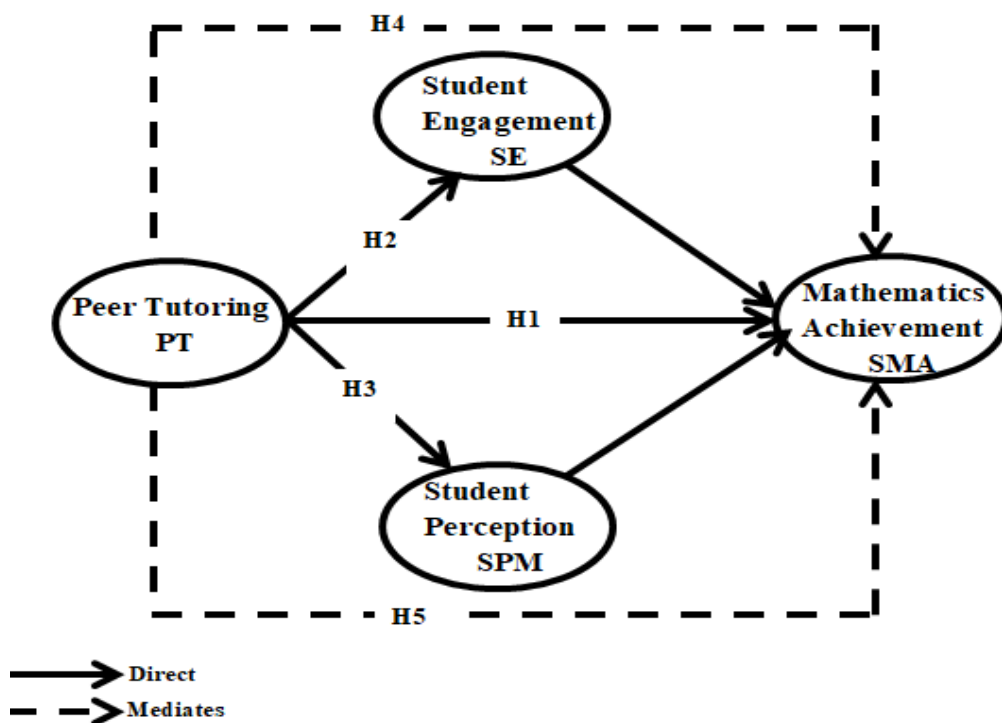 H4
Student
Engagement
SE
H2
Peer Tutoring
PT
H1
Mathematics
Achievement
SMA
H3
Student
Perception
SPM
H5
Direct
Mediates